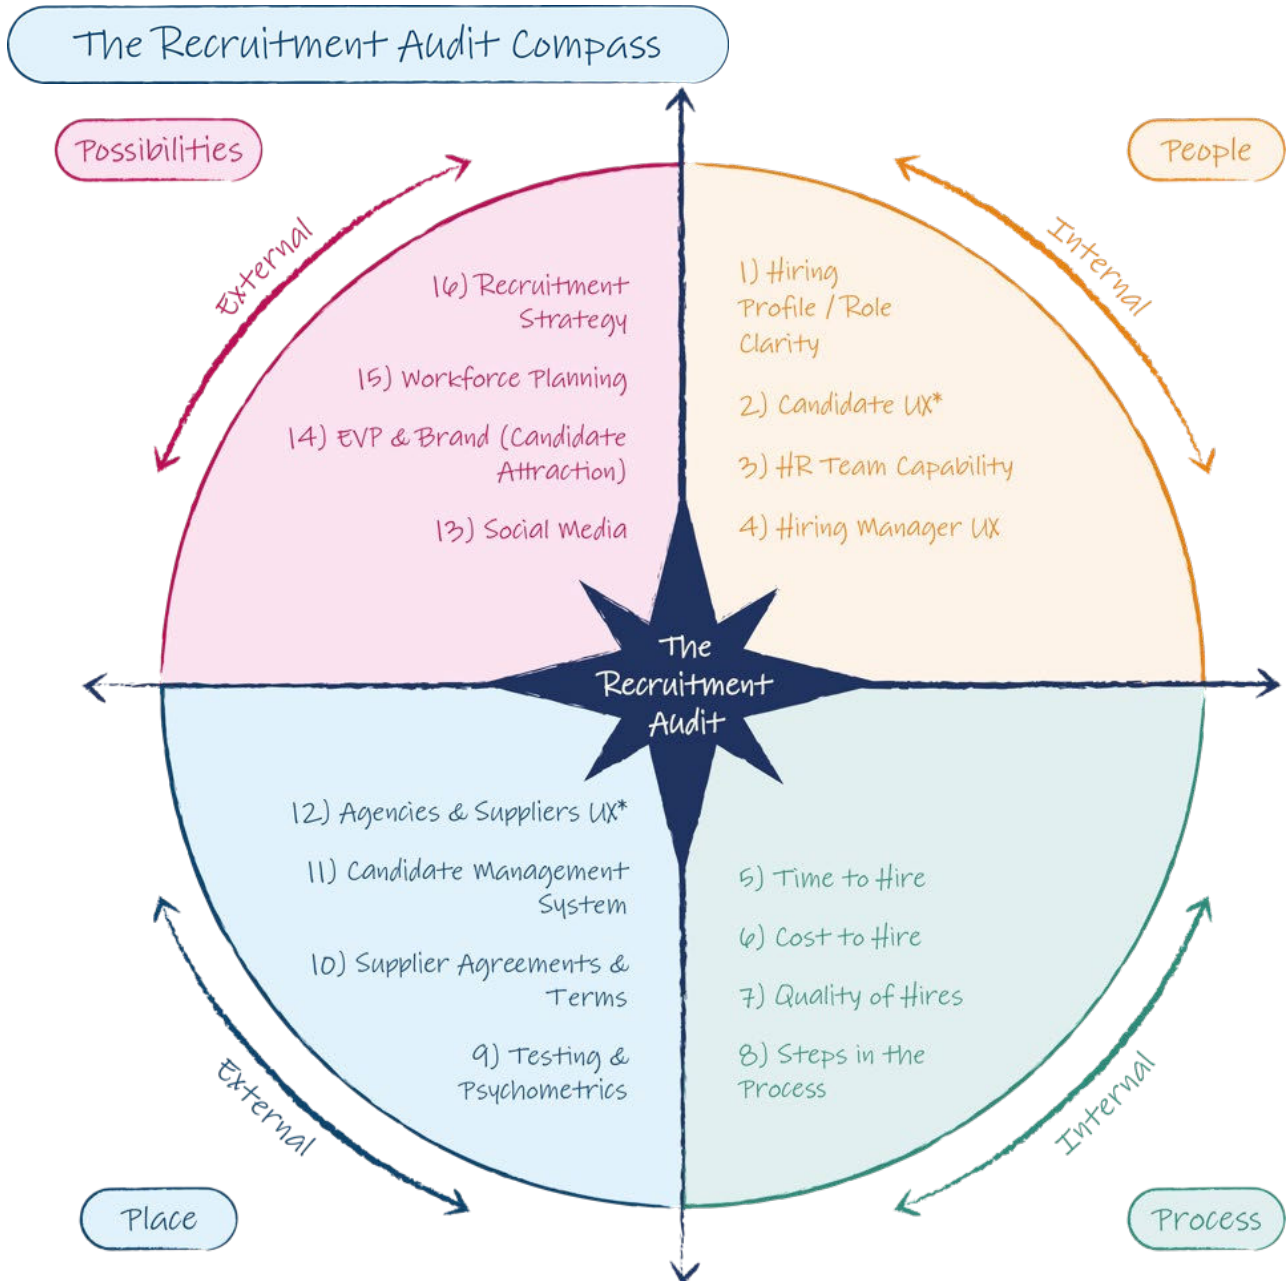 The Recruitment Audit Compass
Possibilities
People
External
Internal
16) Recruitment
Strategy
15) Workforce Planning
14) EVP & Brand (Candidate
Attraction)
13) Social Media
1) Hiring
Profile / Role
Clarity
2) Candidate UX*
3) HR Team Capability
4) Hiring Manager UX
The
Recruitment
Audit
12) Agencies & Suppliers UX*
11) Candidate Management
System
10) Supplier Agreements &
Terms
9) Testing &
Psychometrics
5) Time to Hire
6) Cost to Hire
7) Quality of Hires
8) Steps in the
Process
External
Internal
Place
Process